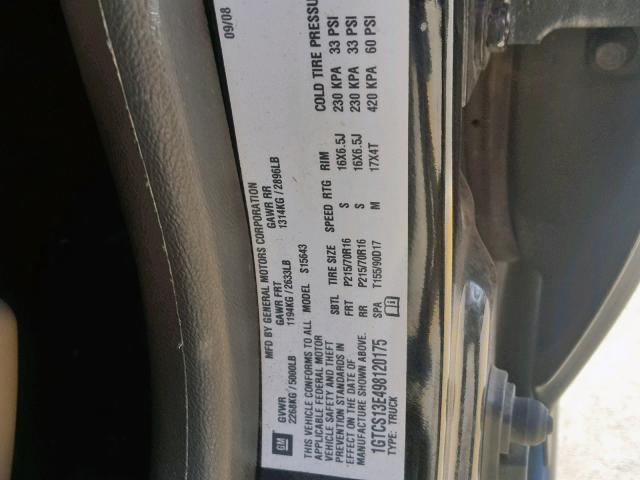 GM MFD BY GENERAL MOTORS CORPORATION 09/08
GVWR GAWR FRT GAWR RR
2268KG/5000LB 1194KG/2633LB 1314KG/2896LB
THIS VEHICLE CONFORMS TO ALL MODEL S15643
APPLICABLE FEDERAL MOTOR
VEHICLE SAFETY AND THEFT
PREVENTION STANDARDS IN
EFFECT ON THE DATE OF
MANUFACTURE SHOWN ABOVE.
1GTCS13E498120175
TYPE: TRUCK
SBTL TIRE SIZE SPEED RTG RIM COLD TIRE PRESSU
FRT P215/70R16 S 16X6.5J 230 KPA 33 PSI
RR P215/70R16 S 16X6.5J 230 KPA 33 PSI
SPA T155/90D17 M 17X4T 420 KPA 60 PSI